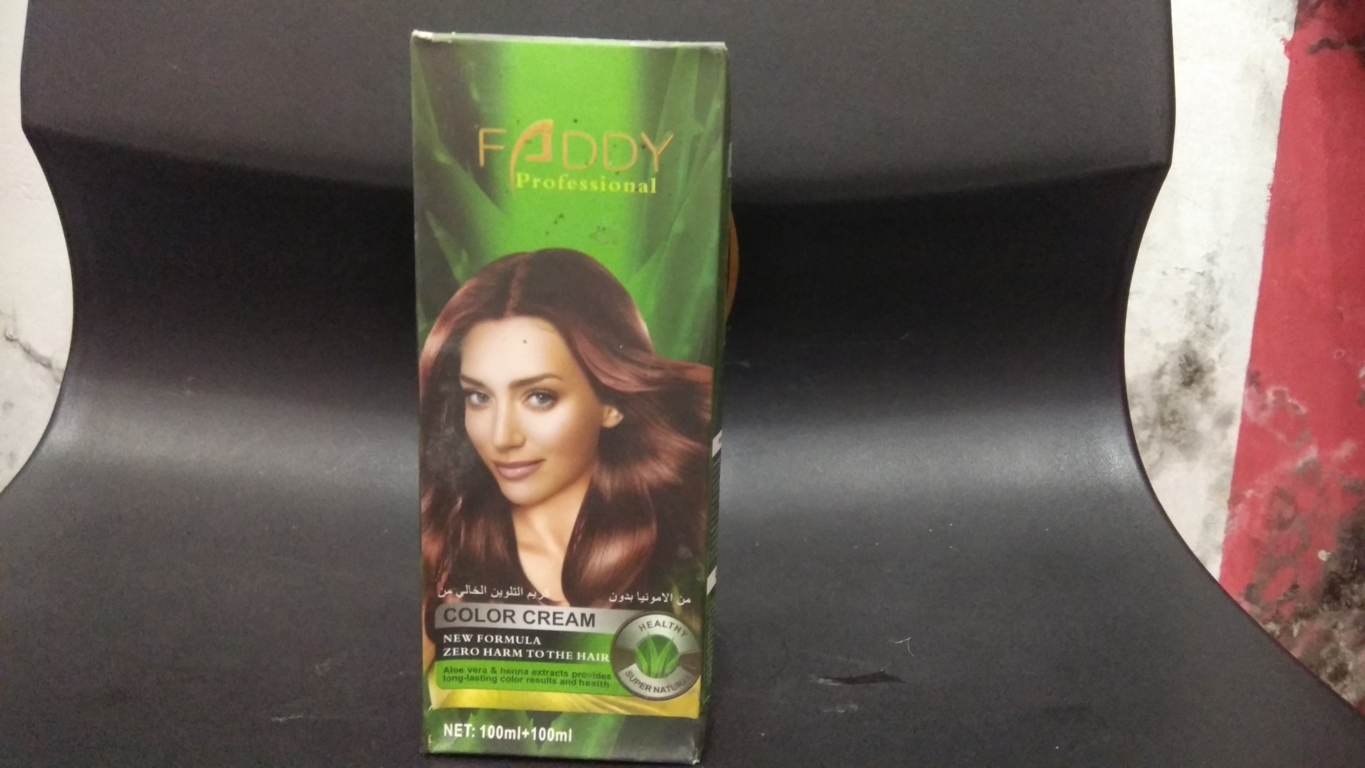 FADDY
Professional
كريم التلوين الخالي من
من الامونيا بدون
COLOR CREAM
NEW FORMULA
ZERO HARM TO THE HAIR
Aloe vera & henna extracts provides
long-lasting color results and health
HEALTHY
SUPER NATURAL
NET: 100ml+100ml